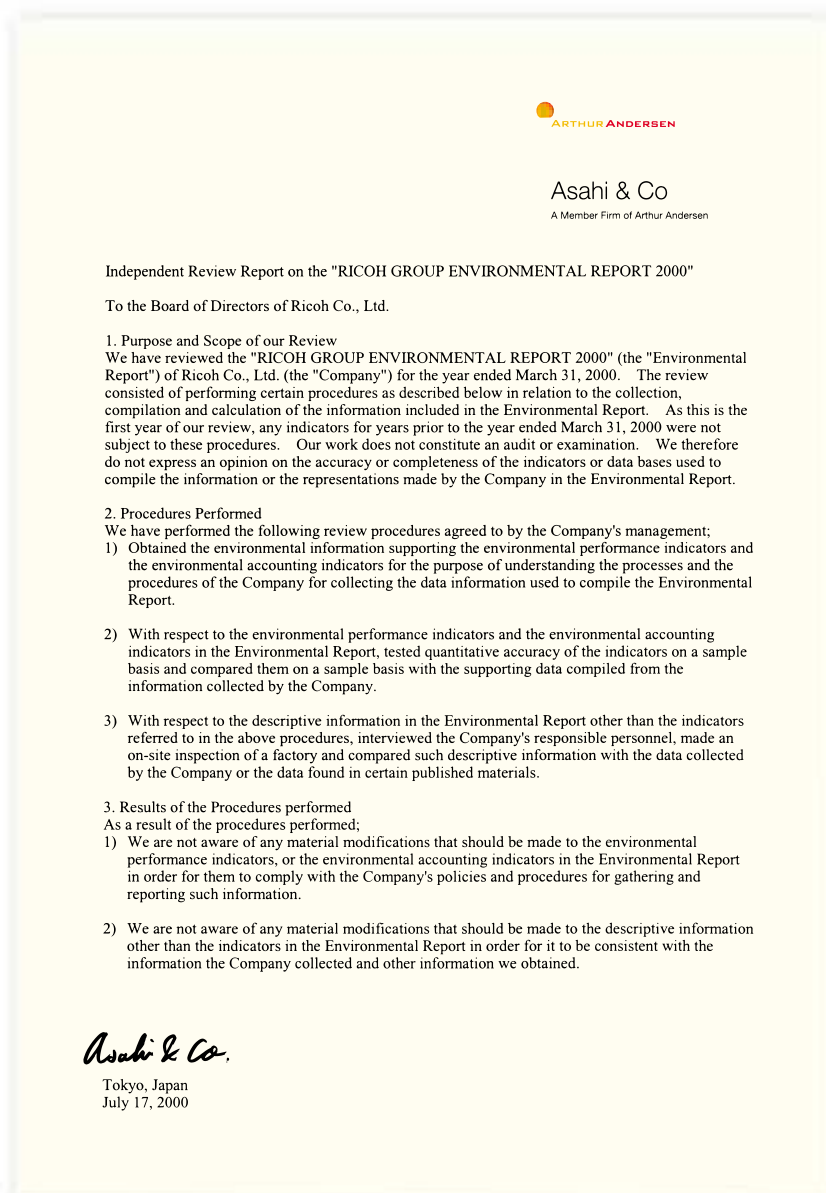 ARTHUR ANDERSEN
Asahi & Co
A Member Firm of Arthur Andersen
Independent Review Report on the "RICOH GROUP ENVIRONMENTAL REPORT 2000"
To the Board of Directors of Ricoh Co., Ltd.
1. Purpose and Scope of our Review
We have reviewed the "RICOH GROUP ENVIRONMENTAL REPORT 2000" (the "Environmental
Report") of Ricoh Co., Ltd. (the "Company") for the year ended March 31, 2000. The review
consisted of performing certain procedures as described below in relation to the collection,
compilation and calculation of the information included in the Environmental Report. As this is the
first year of our review, any indicators for years prior to the year ended March 31, 2000 were not
subject to these procedures. Our work does not constitute an audit or examination. We therefore
do not express an opinion on the accuracy or completeness of the indicators or data bases used to
compile the information or the representations made by the Company in the Environmental Report.
2. Procedures Performed
We have performed the following review procedures agreed to by the Company's management;
1) Obtained the environmental information supporting the environmental performance indicators and
the environmental accounting indicators for the purpose of understanding the processes and the
procedures of the Company for collecting the data information used to compile the Environmental
Report.
2) With respect to the environmental performance indicators and the environmental accounting
indicators in the Environmental Report, tested quantitative accuracy of the indicators on a sample
basis and compared them on a sample basis with the supporting data compiled from the
information collected by the Company.
3) With respect to the descriptive information in the Environmental Report other than the indicators
referred to in the above procedures, interviewed the Company's responsible personnel, made an
on-site inspection of a factory and compared such descriptive information with the data collected
by the Company or the data found in certain published materials.
3. Results of the Procedures performed
As a result of the procedures performed;
1) We are not aware of any material modifications that should be made to the environmental
performance indicators, or the environmental accounting indicators in the Environmental Report
in order for them to comply with the Company's policies and procedures for gathering and
reporting such information.
2) We are not aware of any material modifications that should be made to the descriptive information
other than the indicators in the Environmental Report in order for it to be consistent with the
information the Company collected and other information we obtained.
Asahi & Co.
Tokyo, Japan
July 17, 2000